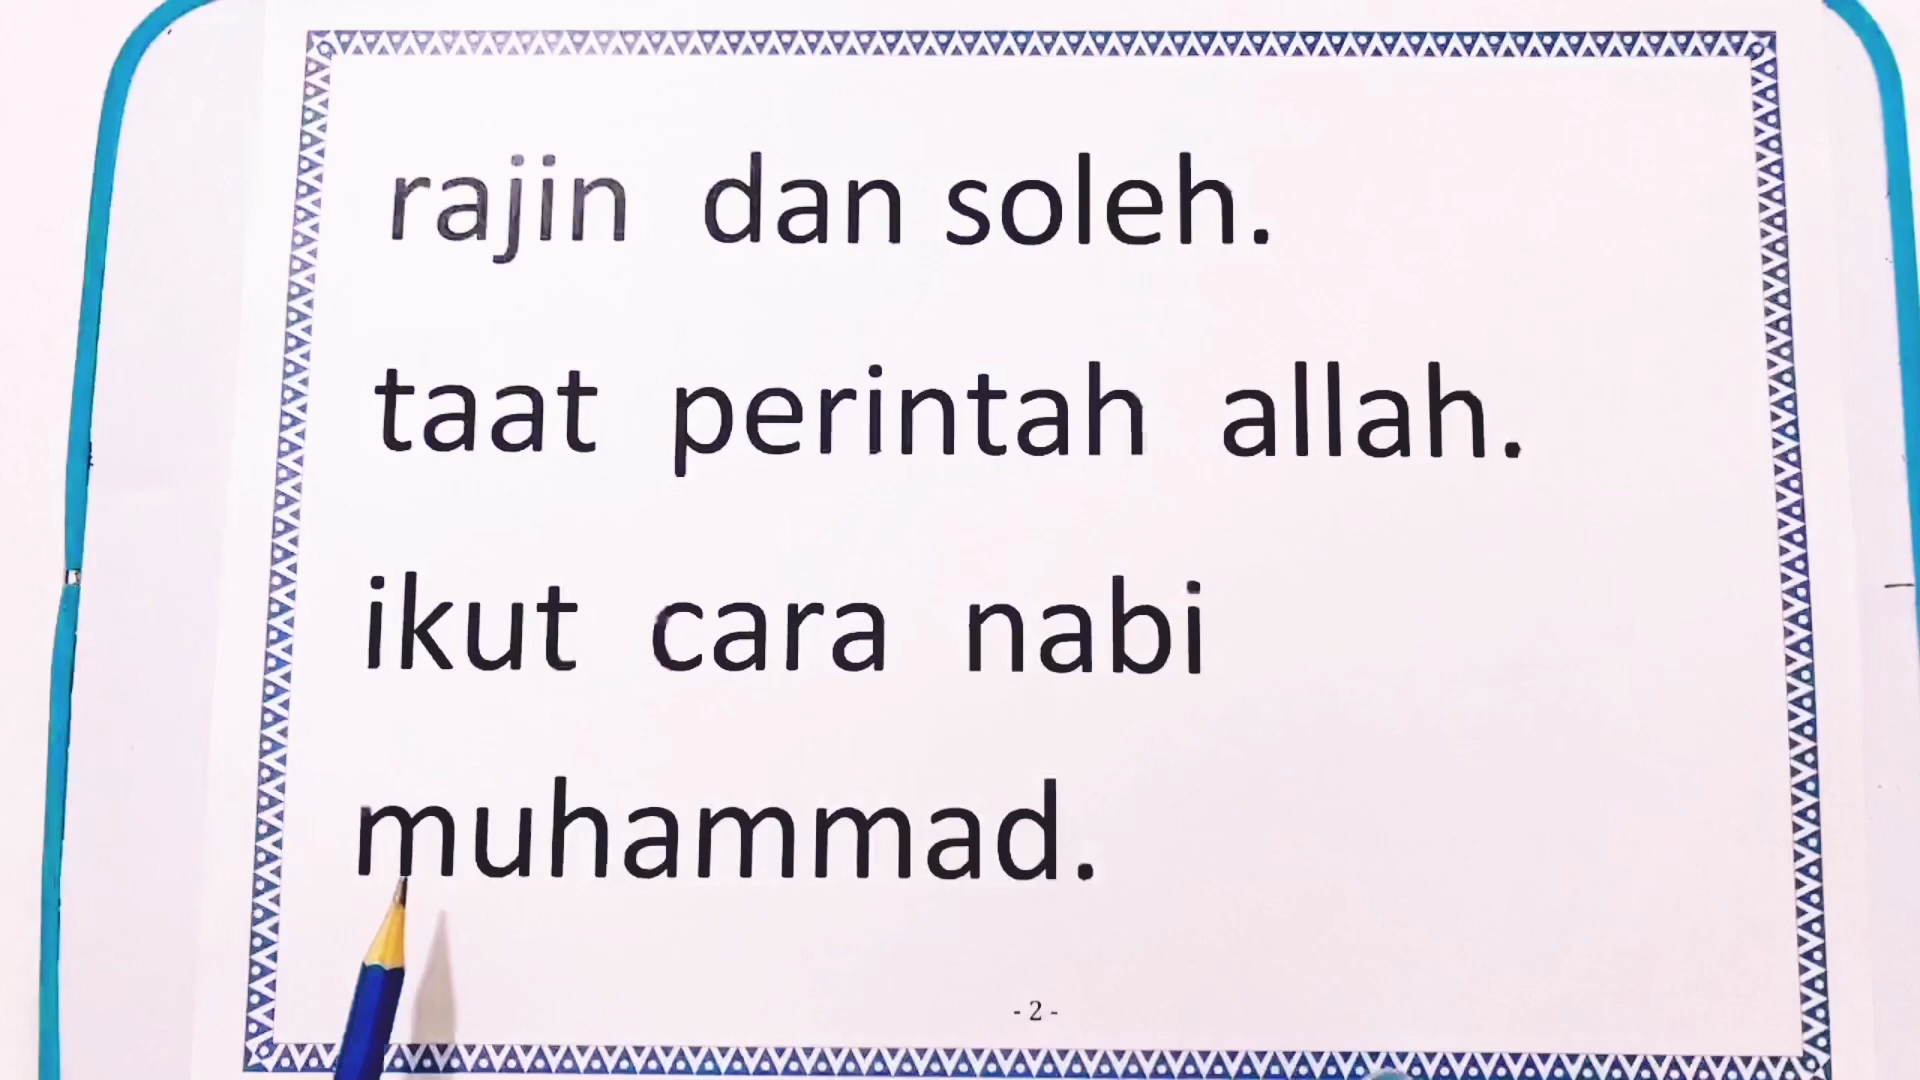 rajin dan soleh.
taat perintah allah.
ikut cara nabi
muhammad.
- 2 -